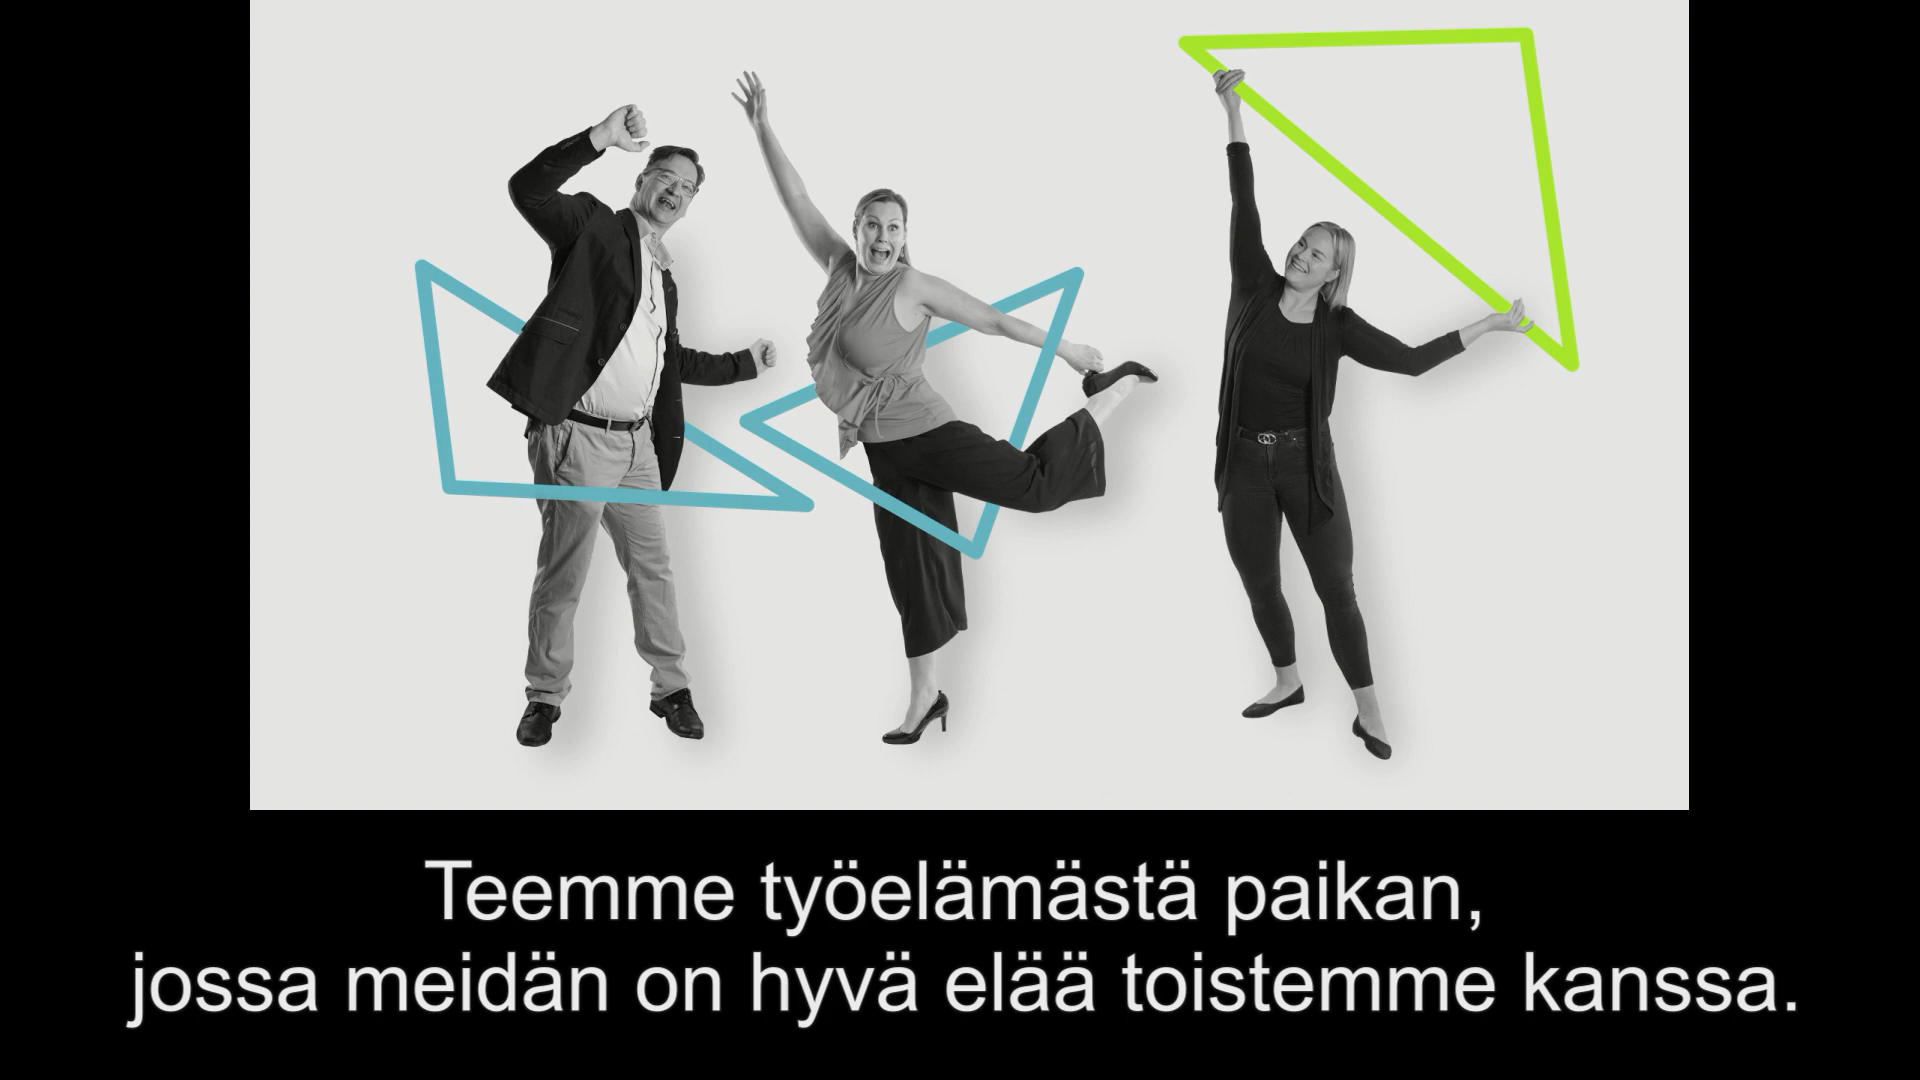 Teemme työelämästä paikan,
jossa meidän on hyvä elää toistemme kanssa.